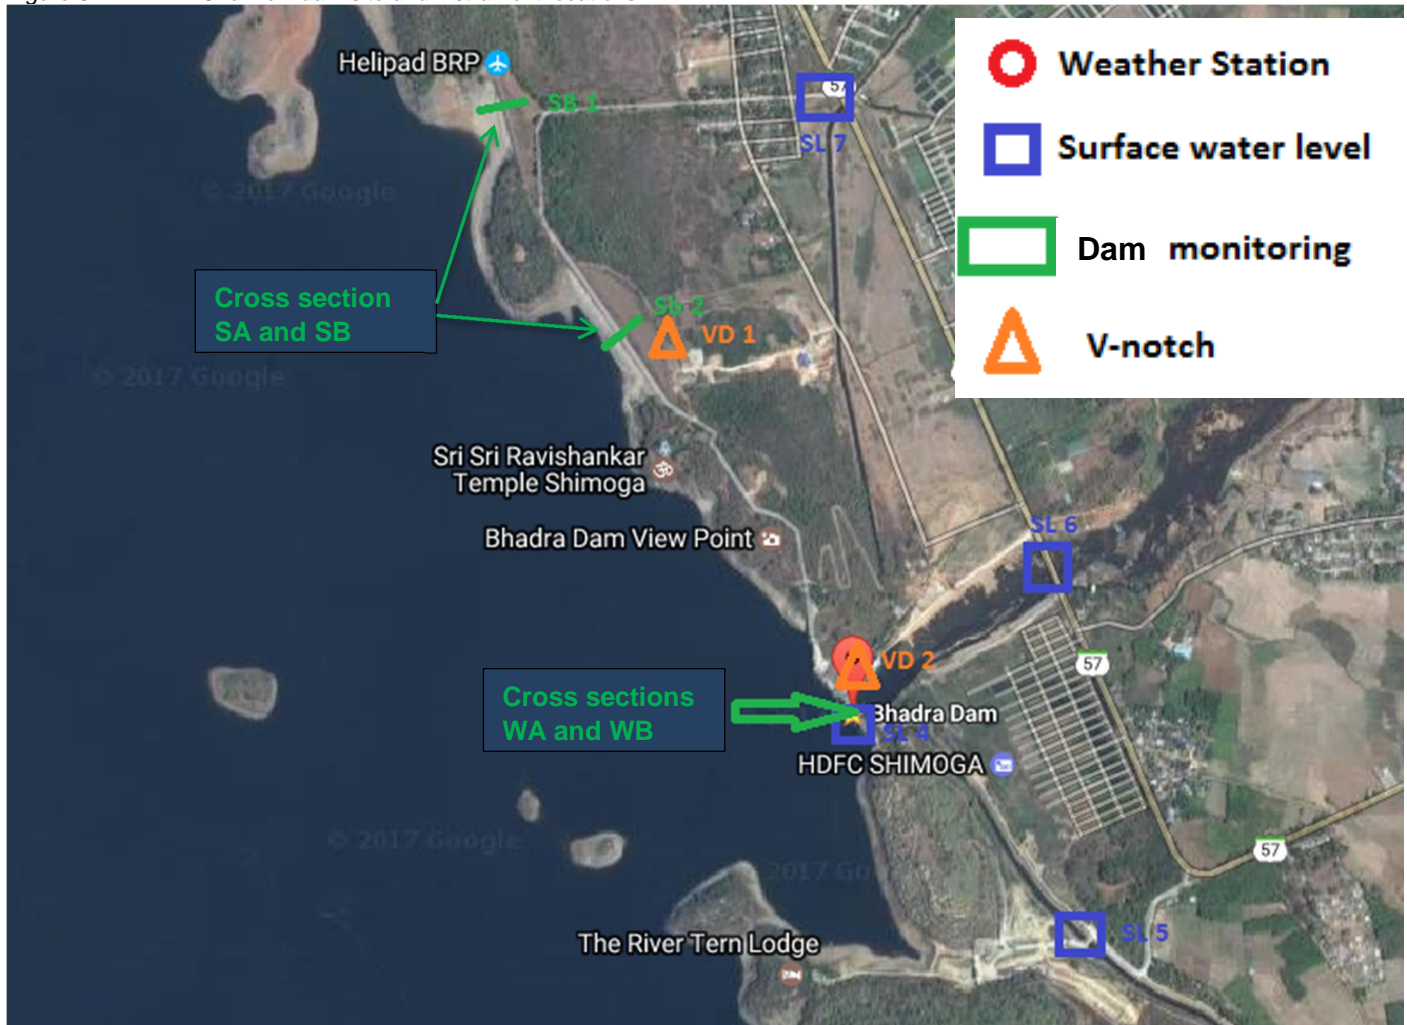 Helipad BRP
SB 1
57
SL 7
© 2017 Google
Cross section
SA and SB
Sb 2
VD 1
© 2017 Google
Sri Sri Ravishankar
Temple Shimoga
Bhadra Dam View Point
SL 6
VD 2
57
Cross sections
WA and WB
Bhadra Dam
SL 4
HDFC SHIMOGA
© 2017 Google
57
2017 Go
The River Tern Lodge
SL 5
Weather Station
Surface water level
Dam monitoring
V-notch